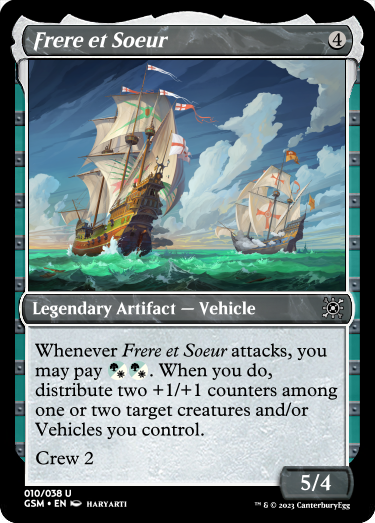 Frere et Soeur 4
Legendary Artifact — Vehicle
Whenever Frere et Soeur attacks, you
may pay . When you do,
distribute two +1/+1 counters among
one or two target creatures and/or
Vehicles you control.
Crew 2
5/4
010/038 U
GSM • EN HARYARTI
™ & © 2023 CanterburyEgg